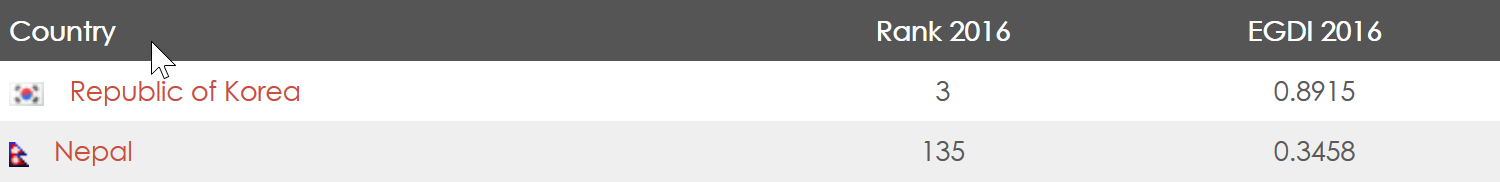 Country Rank 2016 EGDI 2016
Republic of Korea 3 0.8915
Nepal 135 0.3458